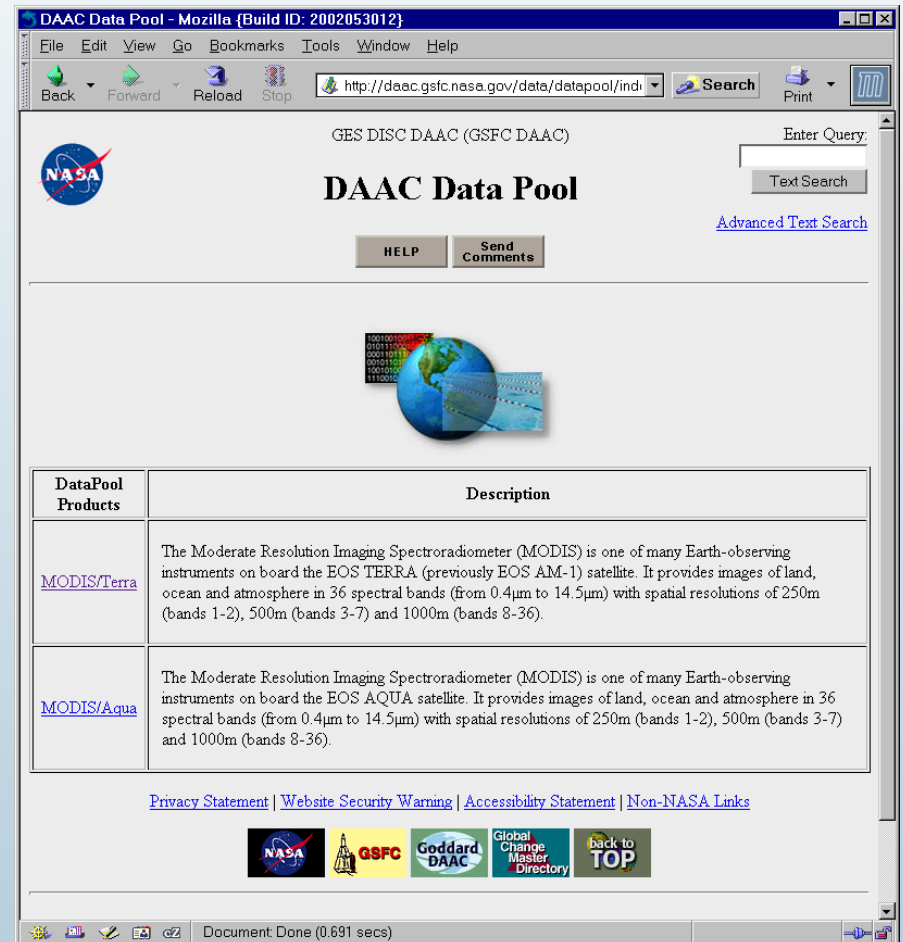 DAAC Data Pool - Mozilla {Build ID: 2002053012}
File Edit View Go Bookmarks Tools Window Help
Back Forward Reload Stop http://daac.gsfc.nasa.gov/data/datapool/ind Search Print
GES DISC DAAC (GSFC DAAC)
Enter Query:
NASA
DAAC Data Pool
Text Search
Advanced Text Search
HELP
Send
Comments
DataPool
Products
Description
MODIS/Terra
The Moderate Resolution Imaging Spectroradiometer (MODIS) is one of many Earth-observing
instruments on board the EOS TERRA (previously EOS AM-1) satellite. It provides images of land,
ocean and atmosphere in 36 spectral bands (from 0.4µm to 14.5µm) with spatial resolutions of 250m
(bands 1-2), 500m (bands 3-7) and 1000m (bands 8-36).
MODIS/Aqua
The Moderate Resolution Imaging Spectroradiometer (MODIS) is one of many Earth-observing
instruments on board the EOS AQUA satellite. It provides images of land, ocean and atmosphere in 36
spectral bands (from 0.4µm to 14.5µm) with spatial resolutions of 250m (bands 1-2), 500m (bands 3-7)
and 1000m (bands 8-36).
Privacy Statement | Website Security Warning | Accessibility Statement | Non-NASA Links
NASA
GSFC
Goddard
DAAC
Global
Change
Master
Directory
back to
TOP
Document: Done (0.691 secs)